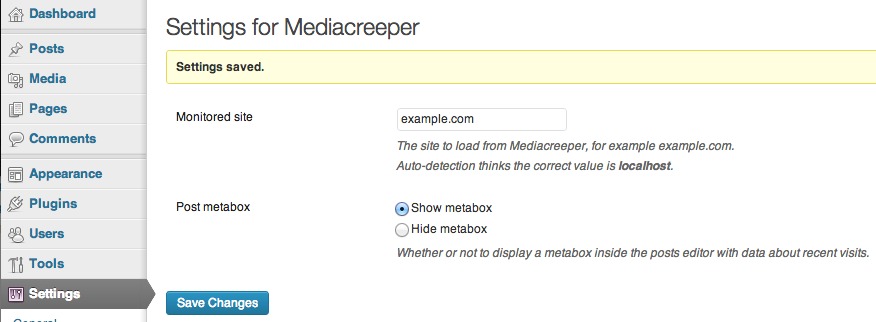 Dashboard
Posts
Media
Pages
Comments
Appearance
Plugins
Users
Tools
Settings
General
Settings for Mediacreeper
Settings saved.
Monitored site
example.com
The site to load from Mediacreeper, for example example.com.
Auto-detection thinks the correct value is localhost.
Post metabox
Show metabox
Hide metabox
Whether or not to display a metabox inside the posts editor with data about recent visits.
Save Changes